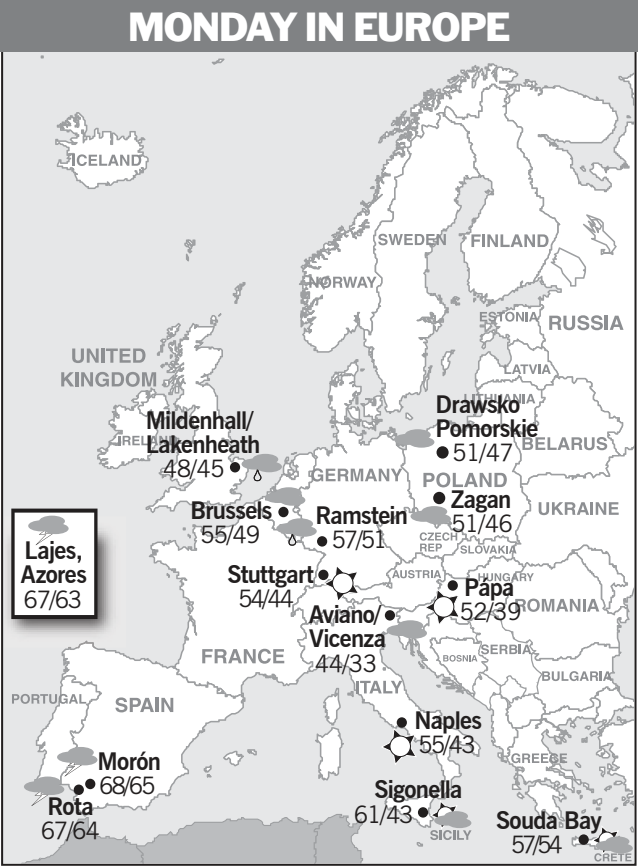 MONDAY IN EUROPE
ICELAND
SWEDEN
FINLAND
NORWAY
ESTONIA
RUSSIA
UNITED
KINGDOM
LATVIA
LITHUANIA
IRELAND
Mildenhall/
Lakenheath
48/45
Drawsko
Pomorskie
51/47
BELARUS
GERMANY
POLAND
Zagan
51/46
UKRAINE
Brussels
55/49
Ramstein
57/51
CZECH
REP
SLOVAKIA
Lajes,
Azores
67/63
Stuttgart
54/44
AUSTRIA
HUNGARY
Pápa
52/39
ROMANIA
Aviano/
Vicenza
44/33
FRANCE
BOSNIA
SERBIA
BULGARIA
ITALY
PORTUGAL
SPAIN
Naples
55/43
GREECE
Morón
68/65
Rota
67/64
Sigonella
61/43
SICILY
Souda Bay
57/54
CRETE